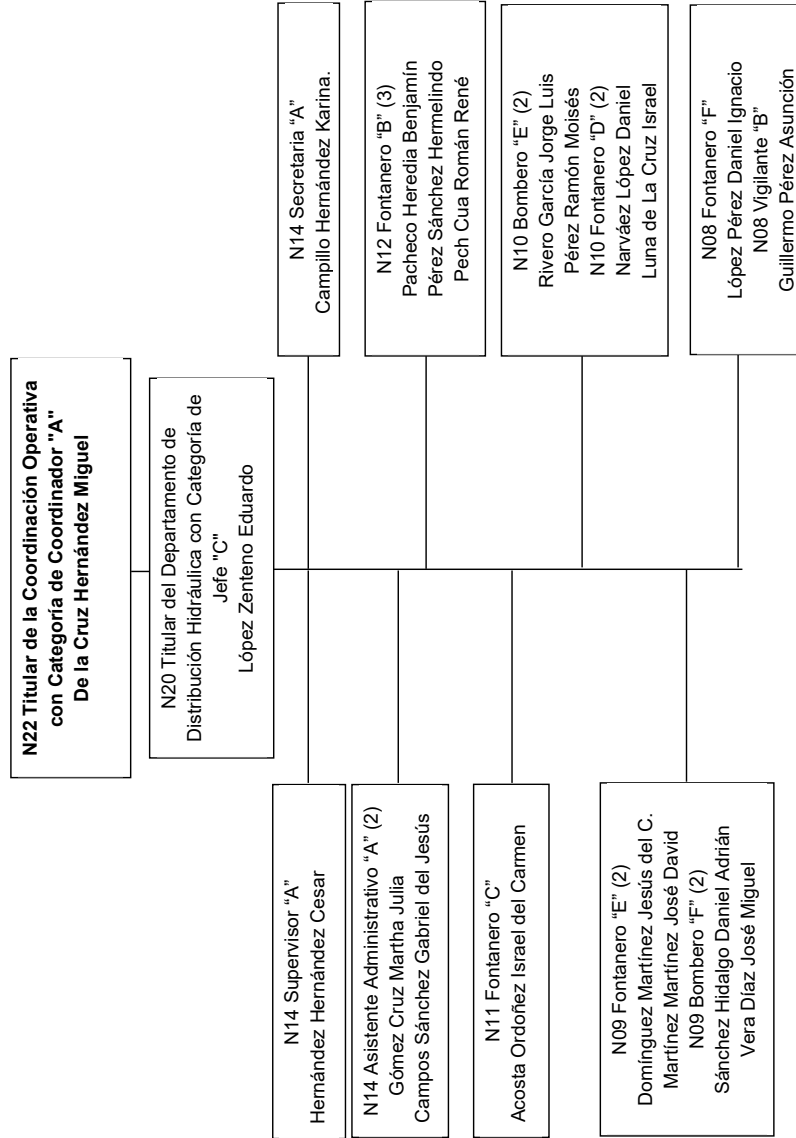 N22 Titular de la Coordinación Operativa
con Categoría de Coordinador "A"
De la Cruz Hernández Miguel
N20 Titular del Departamento de
Distribución Hidráulica con Categoría de
Jefe "C"
López Zenteno Eduardo
N14 Supervisor “A”
Hernández Hernández Cesar
N14 Secretaria “A”
Campillo Hernández Karina.
N14 Asistente Administrativo “A” (2)
Gómez Cruz Martha Julia
Campos Sánchez Gabriel del Jesús
N12 Fontanero “B” (3)
Pacheco Heredia Benjamín
Pérez Sánchez Hermelindo
Pech Cua Román René
N11 Fontanero “C”
Acosta Ordoñez Israel del Carmen
N10 Bombero “E” (2)
Rivero García Jorge Luis
Pérez Ramón Moisés
N10 Fontanero “D” (2)
Narváez López Daniel
Luna de La Cruz Israel
N09 Fontanero “E” (2)
Domínguez Martínez Jesús del C.
Martínez Martínez José David
N09 Bombero “F” (2)
Sánchez Hidalgo Daniel Adrián
Vera Díaz José Miguel
N08 Fontanero “F”
López Pérez Daniel Ignacio
N08 Vigilante “B”
Guillermo Pérez Asunción